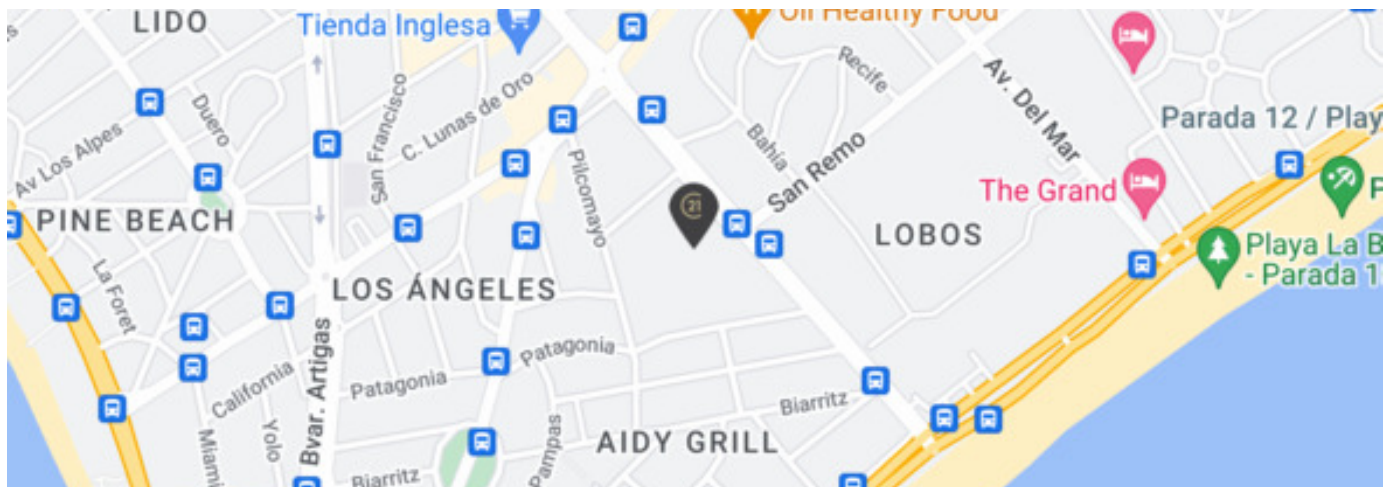 LIDO
Tienda Inglesa
Oli Healthy Food
Duero
San Francisco
C. Lunas de Oro
Recife
Av. Del Mar
Parada 12 / Play
Av Los Alpes
Pilcomayo
Bahía
San Remo
The Grand
P
21
PINE BEACH
LOBOS
Playa La B
- Parada 1
La Foret
LOS ÁNGELES
Patagonia
Bvar. Artigas
California
Patagonia
Biarritz
Miami
Yolo
Pampas
AIDY GRILL
Biarritz